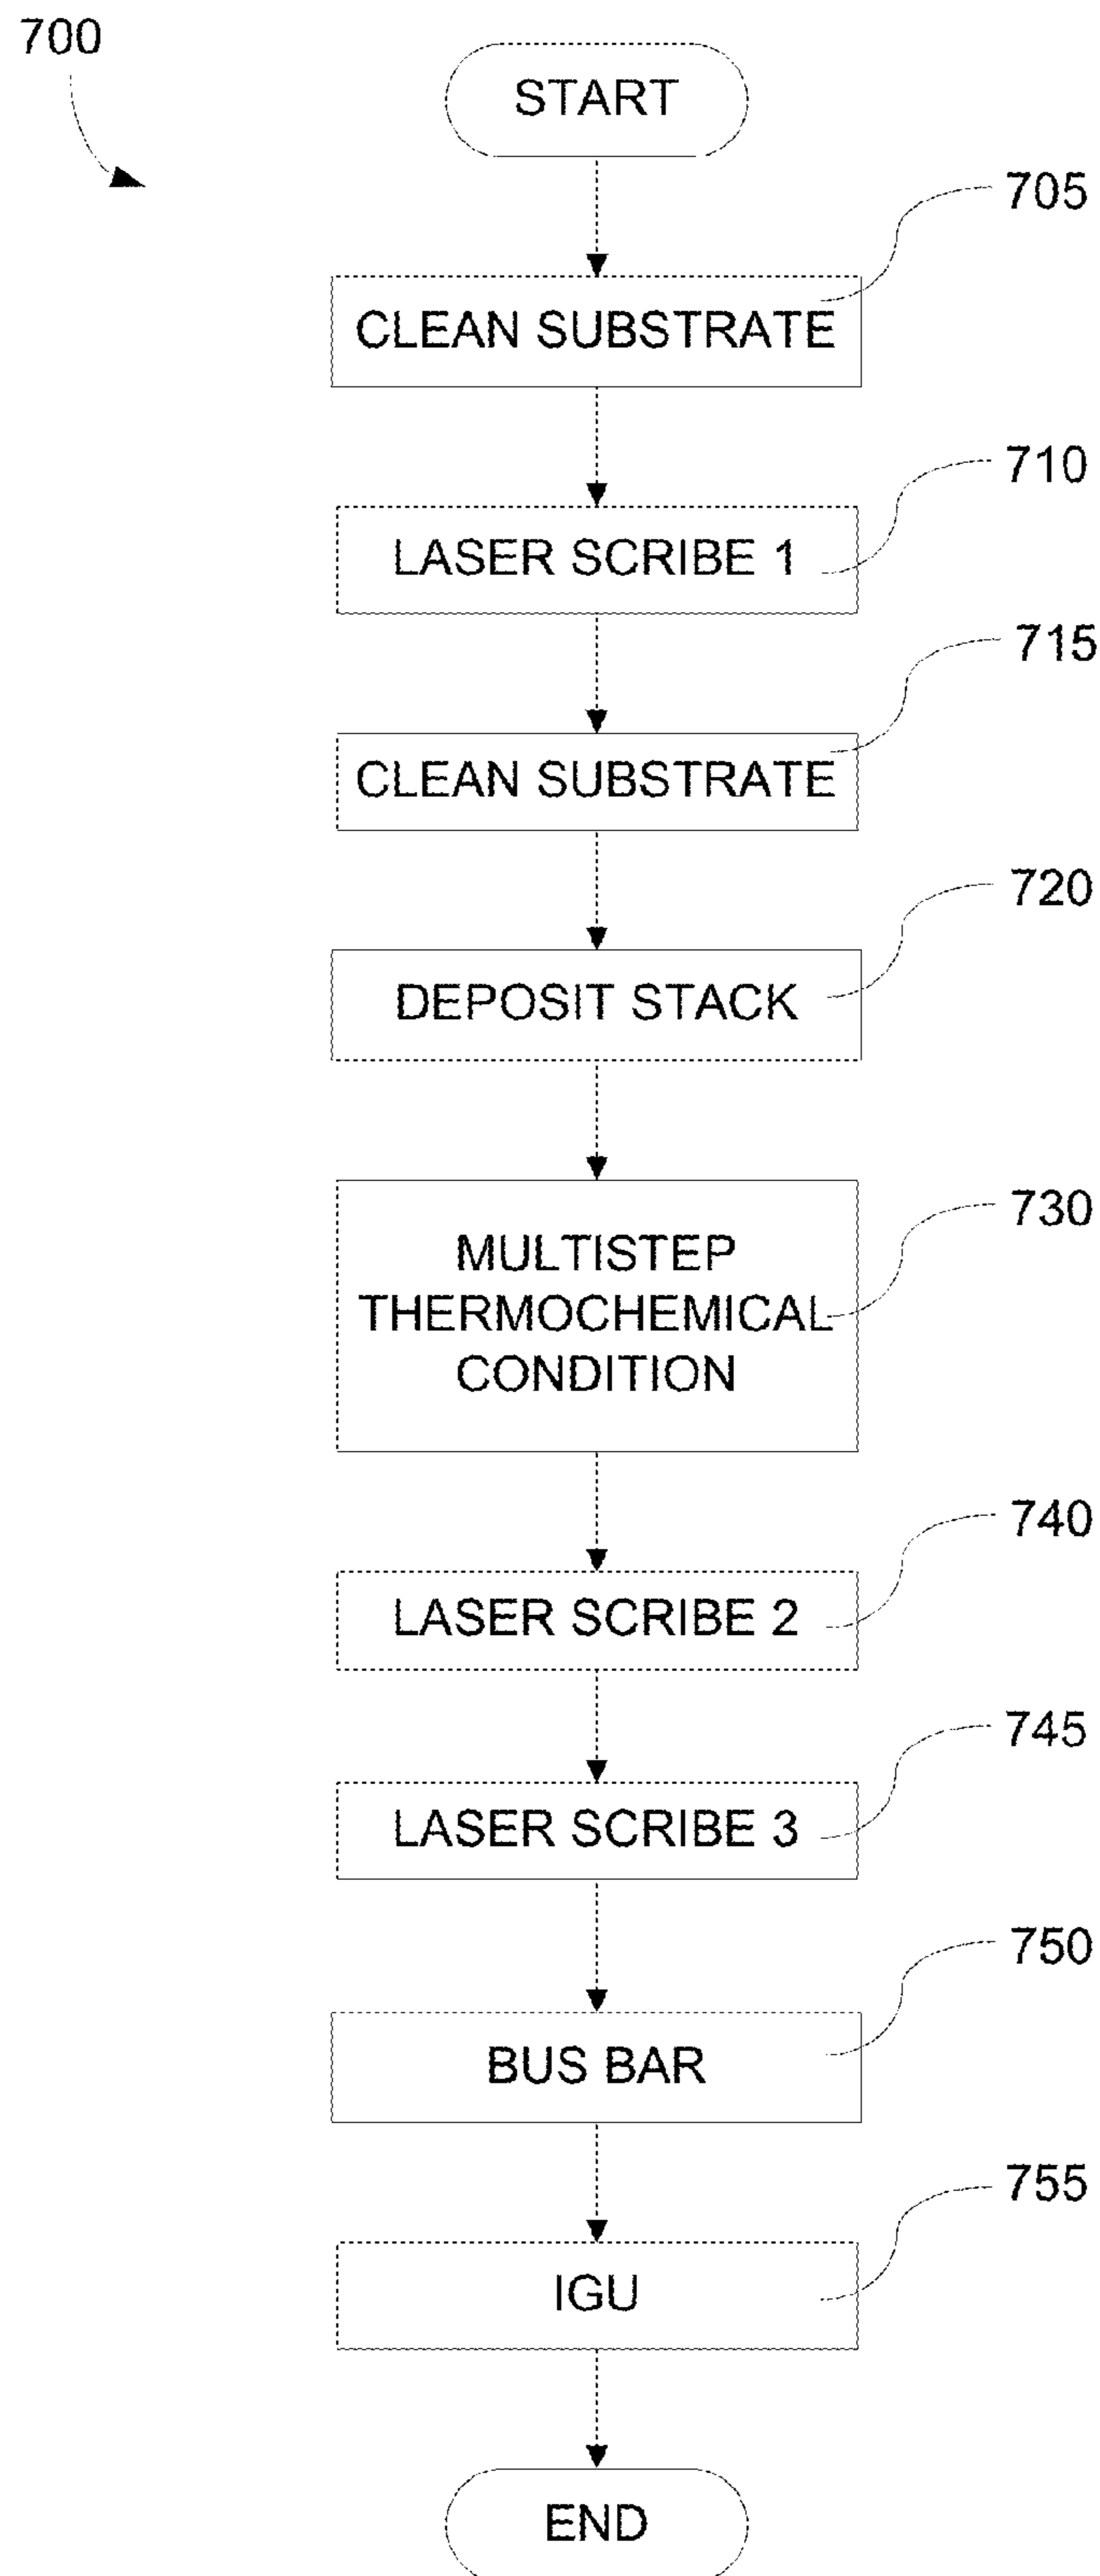 700
START
705
CLEAN SUBSTRATE
710
LASER SCRIBE 1
715
CLEAN SUBSTRATE
720
DEPOSIT STACK
730
MULTISTEP
THERMOCHEMICAL
CONDITION
740
LASER SCRIBE 2
745
LASER SCRIBE 3
750
BUS BAR
755
IGU
END